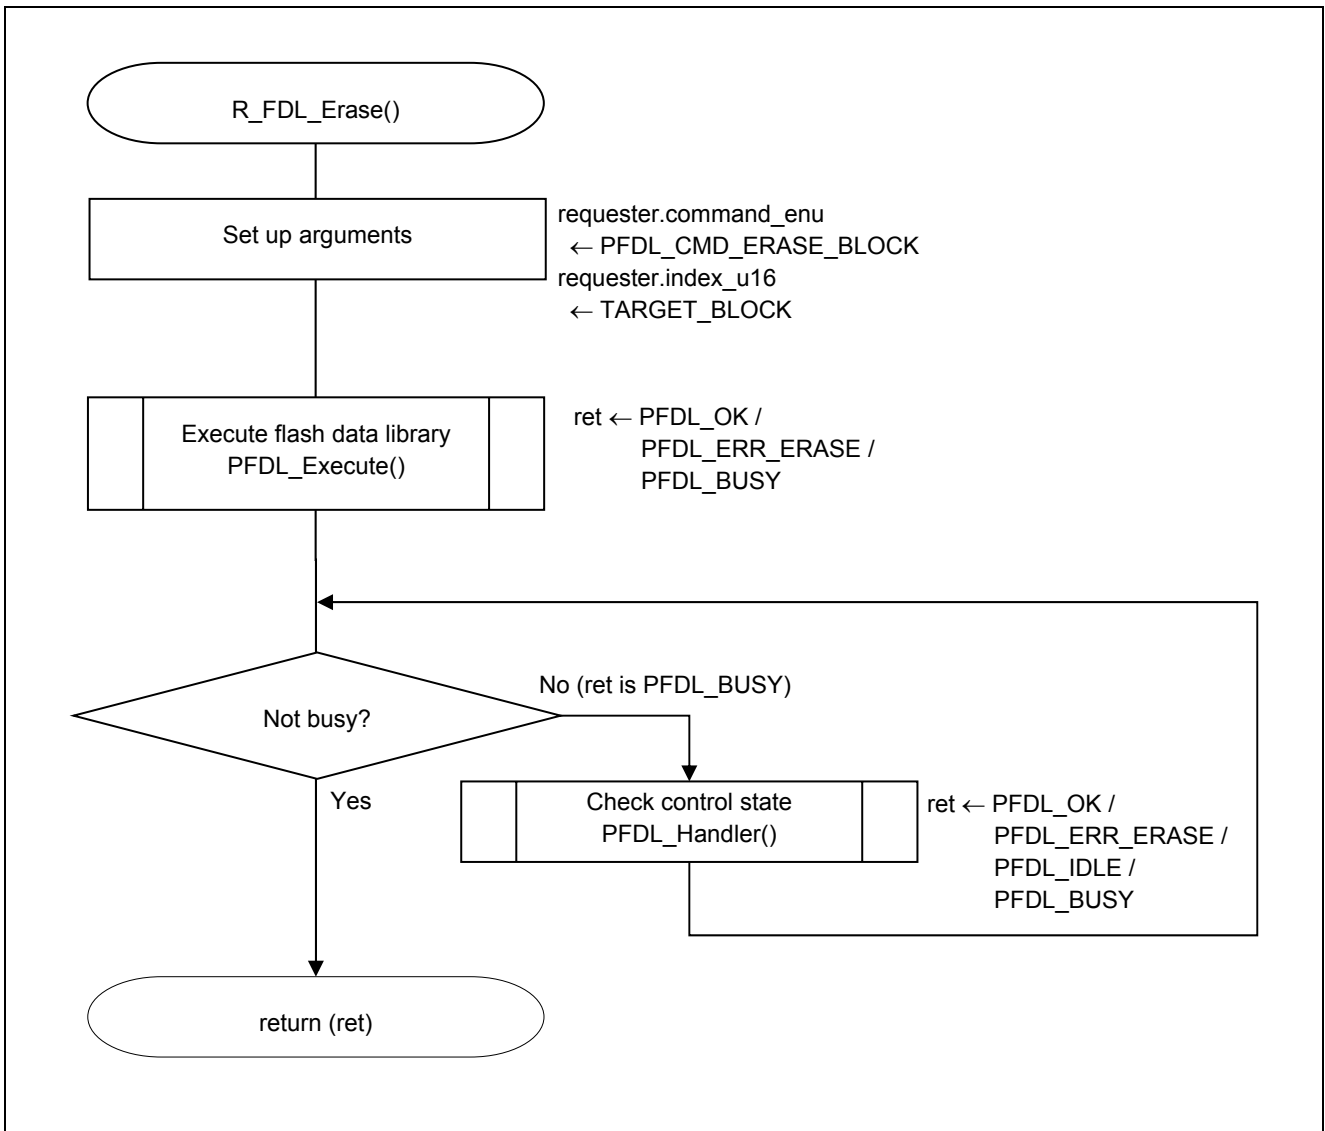 R_FDL_Erase()
Set up arguments
requester.command_enu
← PFDL_CMD_ERASE_BLOCK
requester.index_u16
← TARGET_BLOCK
Execute flash data library
PFDL_Execute()
ret ← PFDL_OK /
PFDL_ERR_ERASE /
PFDL_BUSY
Not busy?
No (ret is PFDL_BUSY)
Yes
Check control state
PFDL_Handler()
ret ← PFDL_OK /
PFDL_ERR_ERASE /
PFDL_IDLE /
PFDL_BUSY
return (ret)